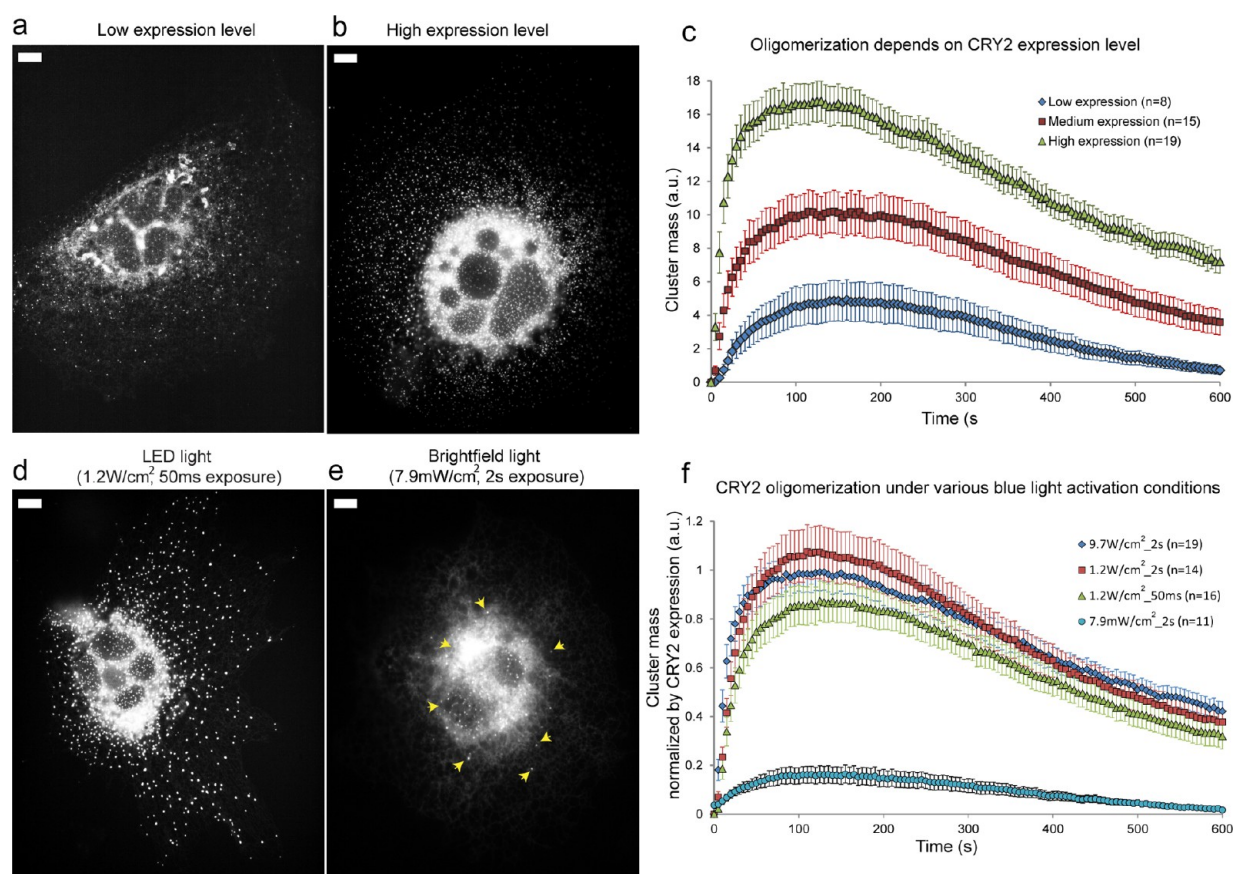 a
Low expression level
b
High expression level
c
Oligomerization depends on CRY2 expression level
18
16
14
12
10
8
6
4
2
0
Cluster mass (a.u.)
Low expression (n=8)
Medium expression (n=15)
High expression (n=19)
0 100 200 300 400 500 600
Time (s
d
LED light
(1.2W/cm², 50ms exposure)
e
Brightfield light
(7.9mW/cm², 2s exposure)
f
CRY2 oligomerization under various blue light activation conditions
1.2
1
0.8
0.6
0.4
0.2
0
Cluster mass
normalized by CRY2 expression (a.u.)
9.7W/cm²_2s (n=19)
1.2W/cm²_2s (n=14)
1.2W/cm²_50ms (n=16)
7.9mW/cm²_2s (n=11)
0 100 200 300 400 500 600
Time (s)